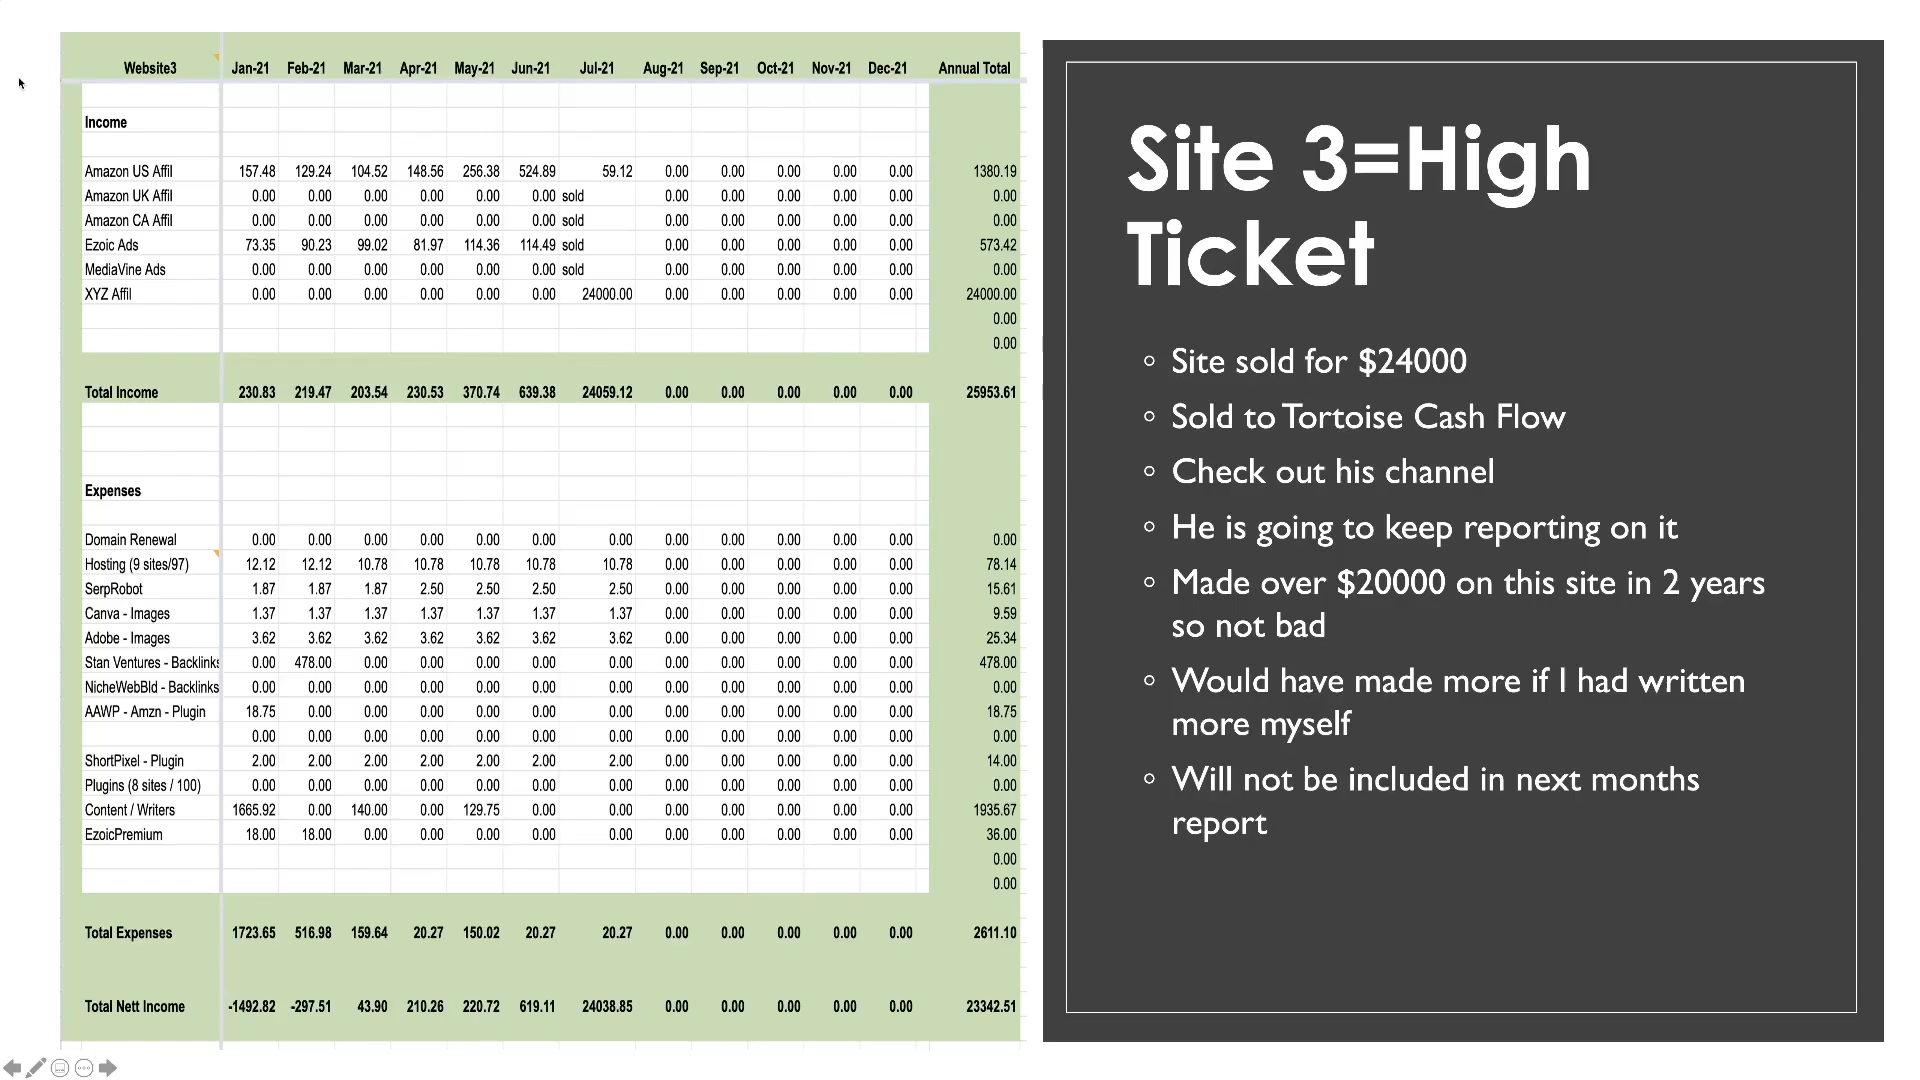 Website3 Jan-21 Feb-21 Mar-21 Apr-21 May-21 Jun-21 Jul-21 Aug-21 Sep-21 Oct-21 Nov-21 Dec-21 Annual Total
Income
Amazon US Affil 157.48 129.24 104.52 148.56 256.38 524.89 59.12 0.00 0.00 0.00 0.00 0.00 1380.19
Amazon UK Affil 0.00 0.00 0.00 0.00 0.00 0.00 sold 0.00 0.00 0.00 0.00 0.00 0.00
Amazon CA Affil 0.00 0.00 0.00 0.00 0.00 0.00 sold 0.00 0.00 0.00 0.00 0.00 0.00
Ezoic Ads 73.35 90.23 99.02 81.97 114.36 114.49 sold 0.00 0.00 0.00 0.00 0.00 573.42
MediaVine Ads 0.00 0.00 0.00 0.00 0.00 0.00 sold 0.00 0.00 0.00 0.00 0.00 0.00
XYZ Affil 0.00 0.00 0.00 0.00 0.00 0.00 24000.00 0.00 0.00 0.00 0.00 0.00 24000.00
0.00
0.00
Total Income 230.83 219.47 203.54 230.53 370.74 639.38 24059.12 0.00 0.00 0.00 0.00 0.00 25953.61
Expenses
Domain Renewal 0.00 0.00 0.00 0.00 0.00 0.00 0.00 0.00 0.00 0.00 0.00 0.00 0.00
Hosting (9 sites/97) 12.12 12.12 10.78 10.78 10.78 10.78 10.78 0.00 0.00 0.00 0.00 0.00 78.14
SerpRobot 1.87 1.87 1.87 2.50 2.50 2.50 2.50 0.00 0.00 0.00 0.00 0.00 15.61
Canva - Images 1.37 1.37 1.37 1.37 1.37 1.37 1.37 0.00 0.00 0.00 0.00 0.00 9.59
Adobe - Images 3.62 3.62 3.62 3.62 3.62 3.62 3.62 0.00 0.00 0.00 0.00 0.00 25.34
Stan Ventures - Backlinks 0.00 478.00 0.00 0.00 0.00 0.00 0.00 0.00 0.00 0.00 0.00 0.00 478.00
NicheWebBld - Backlinks 0.00 0.00 0.00 0.00 0.00 0.00 0.00 0.00 0.00 0.00 0.00 0.00 0.00
AAWP - Amzn - Plugin 18.75 0.00 0.00 0.00 0.00 0.00 0.00 0.00 0.00 0.00 0.00 0.00 18.75
0.00 0.00 0.00 0.00 0.00 0.00 0.00 0.00 0.00 0.00 0.00 0.00 0.00
ShortPixel - Plugin 2.00 2.00 2.00 2.00 2.00 2.00 2.00 0.00 0.00 0.00 0.00 0.00 14.00
Plugins (8 sites / 100) 0.00 0.00 0.00 0.00 0.00 0.00 0.00 0.00 0.00 0.00 0.00 0.00 0.00
Content / Writers 1665.92 0.00 140.00 0.00 129.75 0.00 0.00 0.00 0.00 0.00 0.00 0.00 1935.67
EzoicPremium 18.00 18.00 0.00 0.00 0.00 0.00 0.00 0.00 0.00 0.00 0.00 0.00 36.00
0.00
0.00
Total Expenses 1723.65 516.98 159.64 20.27 150.02 20.27 20.27 0.00 0.00 0.00 0.00 0.00 2611.10
Total Nett Income -1492.82 -297.51 43.90 210.26 220.72 619.11 24038.85 0.00 0.00 0.00 0.00 0.00 23342.51
Site 3=High
Ticket
◦ Site sold for $24000
◦ Sold to Tortoise Cash Flow
◦ Check out his channel
◦ He is going to keep reporting on it
◦ Made over $20000 on this site in 2 years
so not bad
◦ Would have made more if I had written
more myself
◦ Will not be included in next months
report